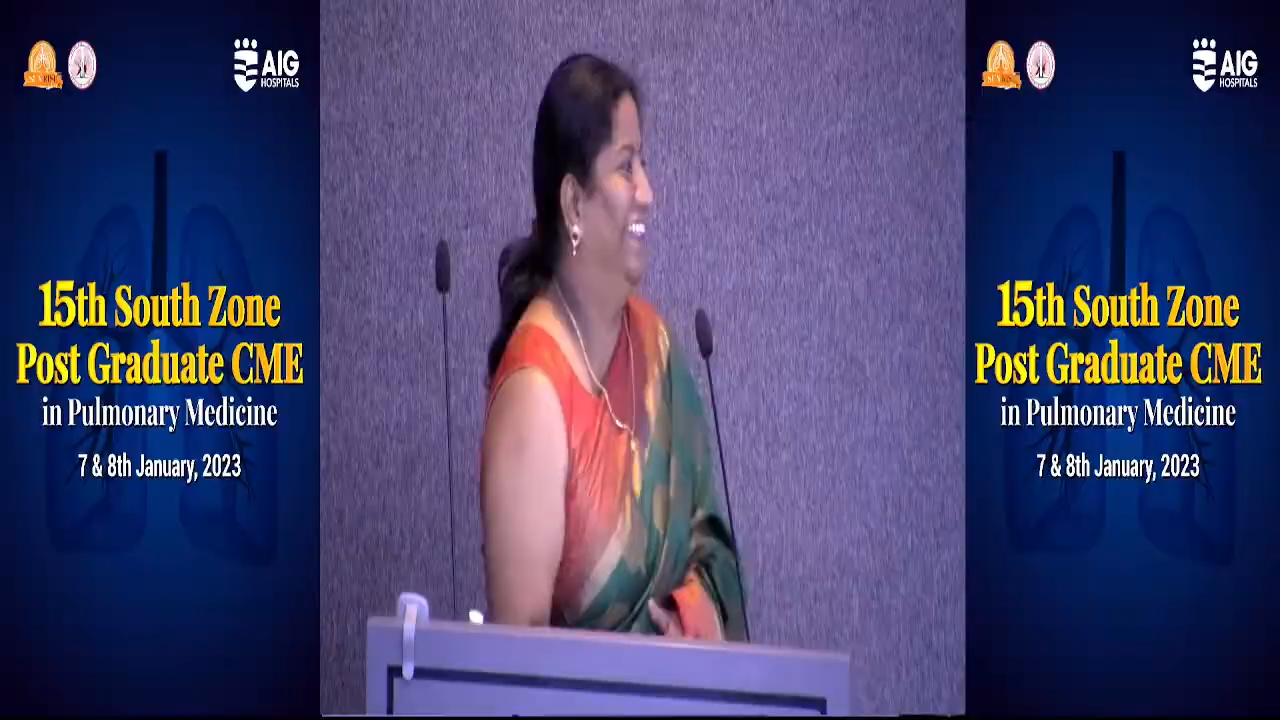 AIG
HOSPITALS
15th South Zone
Post Graduate CME
in Pulmonary Medicine
7 & 8th January, 2023
AIG
HOSPITALS
15th South Zone
Post Graduate CME
in Pulmonary Medicine
7 & 8th January, 2023